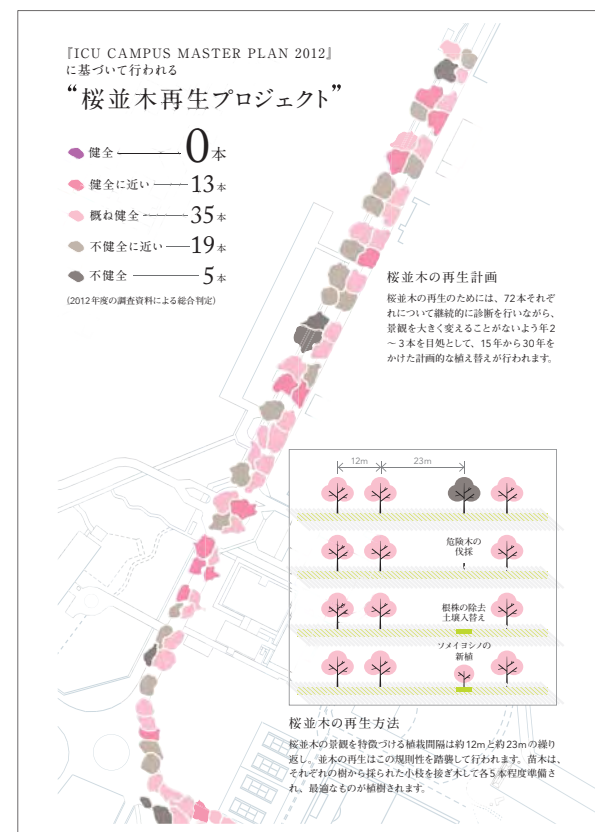 『ICU CAMPUS MASTER PLAN 2012』
に基づいて行われる
“桜並木再生プロジェクト”
健全 0本
健全に近い 13本
概ね健全 35本
不健全に近い 19本
不健全 5本
(2012年度の調査資料による総合判定)
桜並木の再生計画
桜並木の再生のためには、72本それぞ
れについて継続的に診断を行いながら、
景観を大きく変えることがないよう年2
〜3本を目処として、15年から30年を
かけた計画的な植え替えが行われます。
12m 23m
危険木の
伐採
根株の除去
土壌入替え
ソメイヨシノの
新植
桜並木の再生方法
桜並木の景観を特徴づける植栽間隔は約12mと約23mの繰り
返し。並木の再生はこの規則性を踏襲して行われます。苗木は、
それぞれの樹から採られた小枝を接ぎ木して各5本程度準備さ
れ、最適なものが植樹されます。